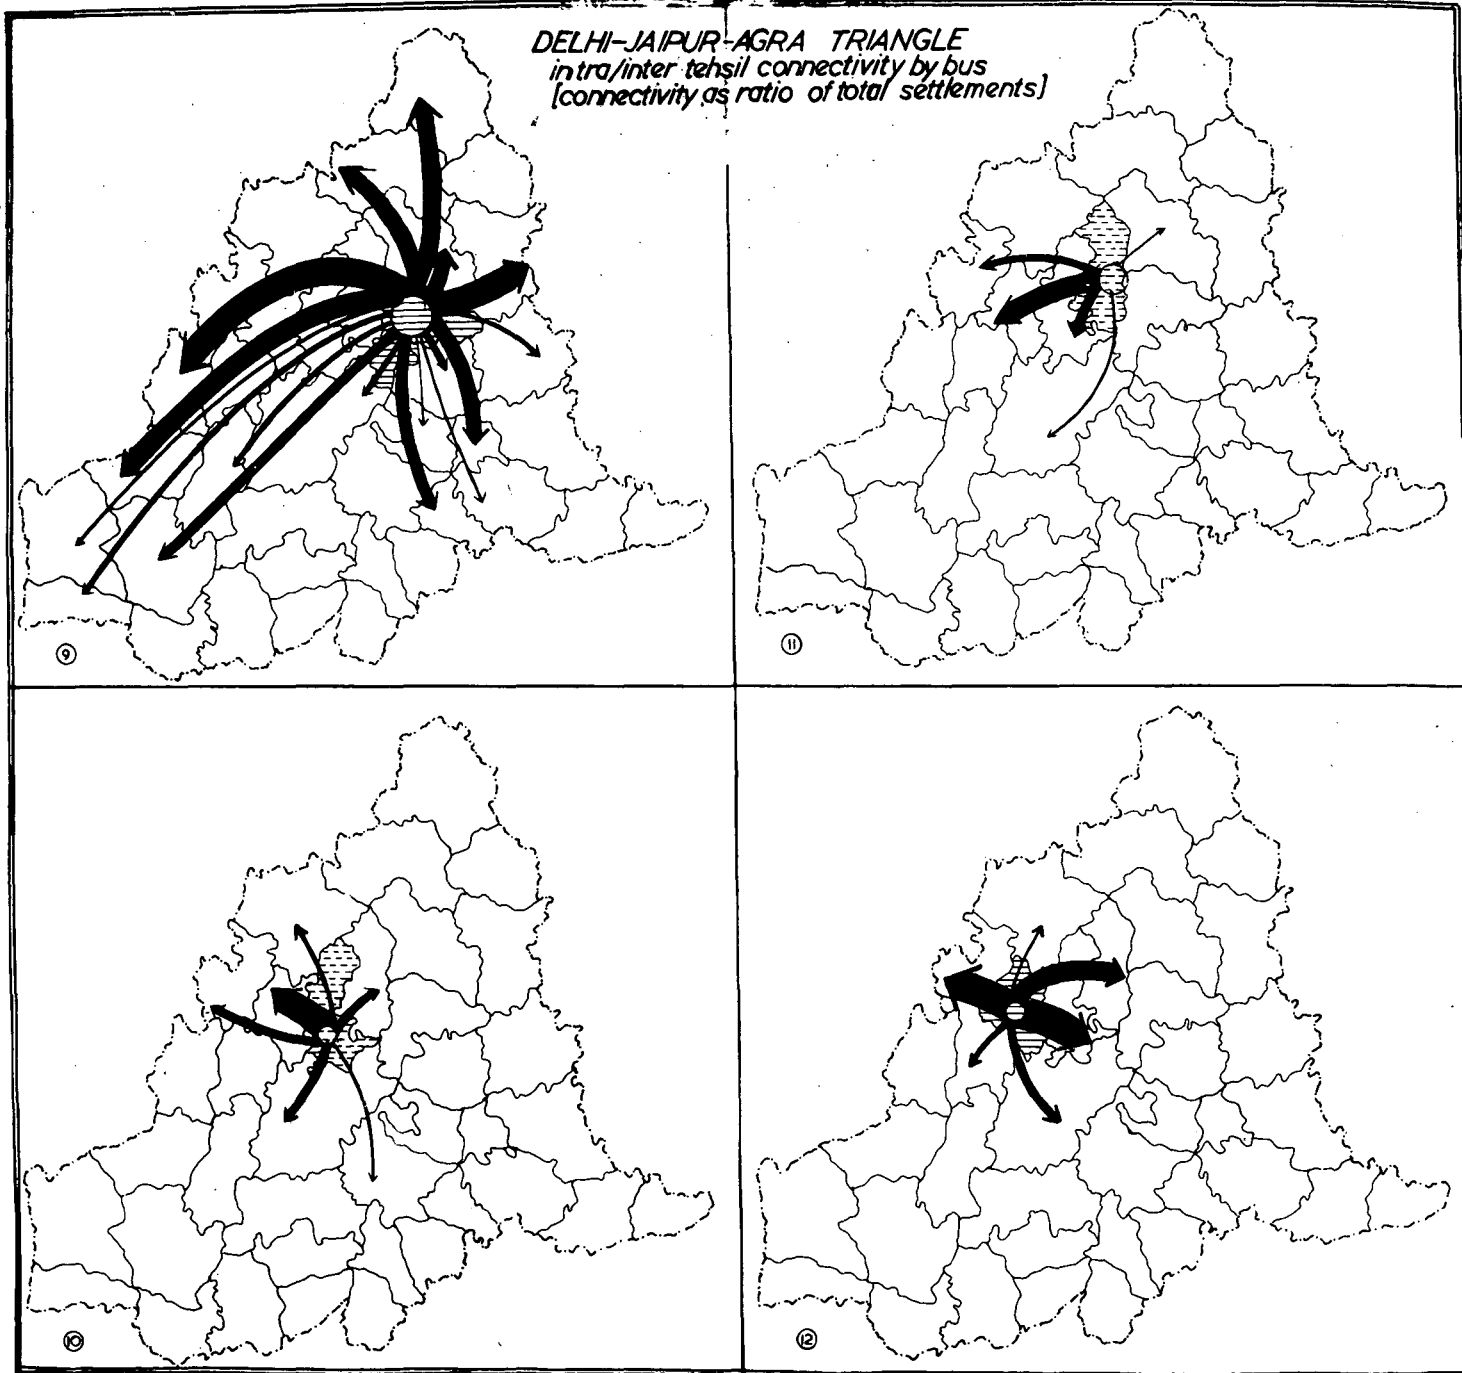 DELHI-JAIPUR-AGRA TRIANGLE
intra/inter tehsil connectivity by bus
[connectivity as ratio of total settlements]
9
11
10
12